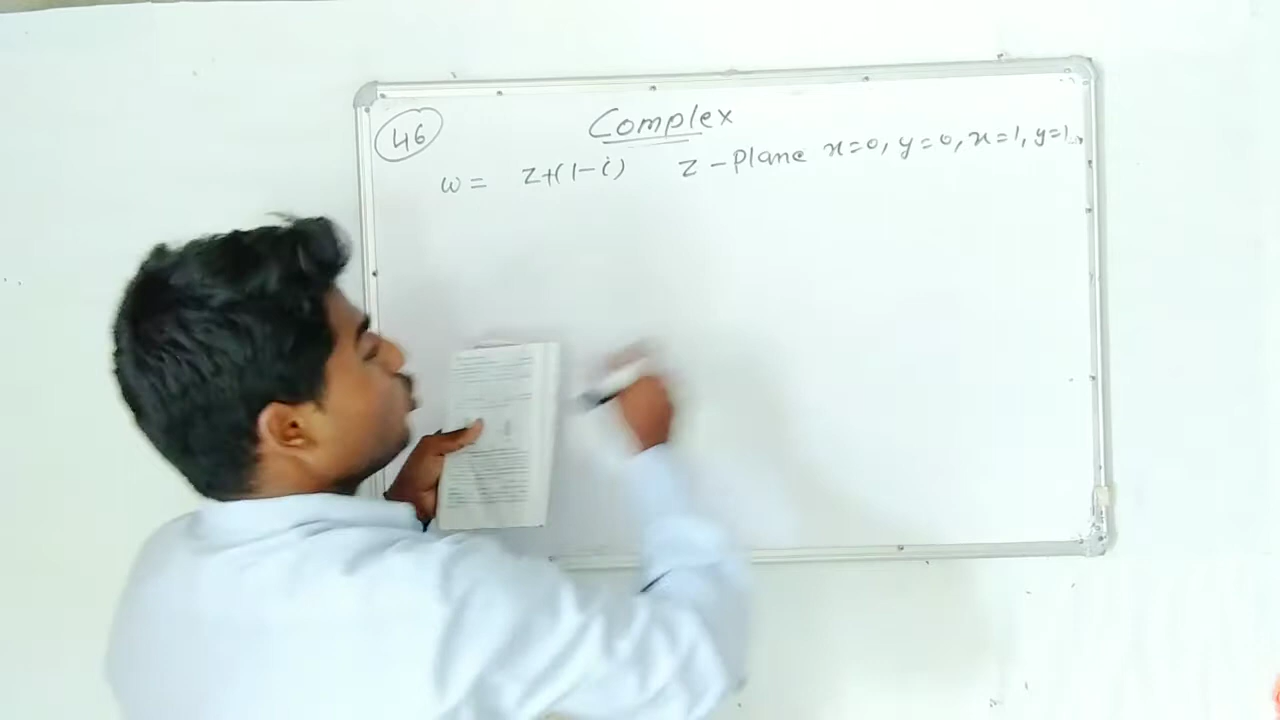 46
Complex
w = z+(1-i) z-plane x=0, y=0, x=1, y=1